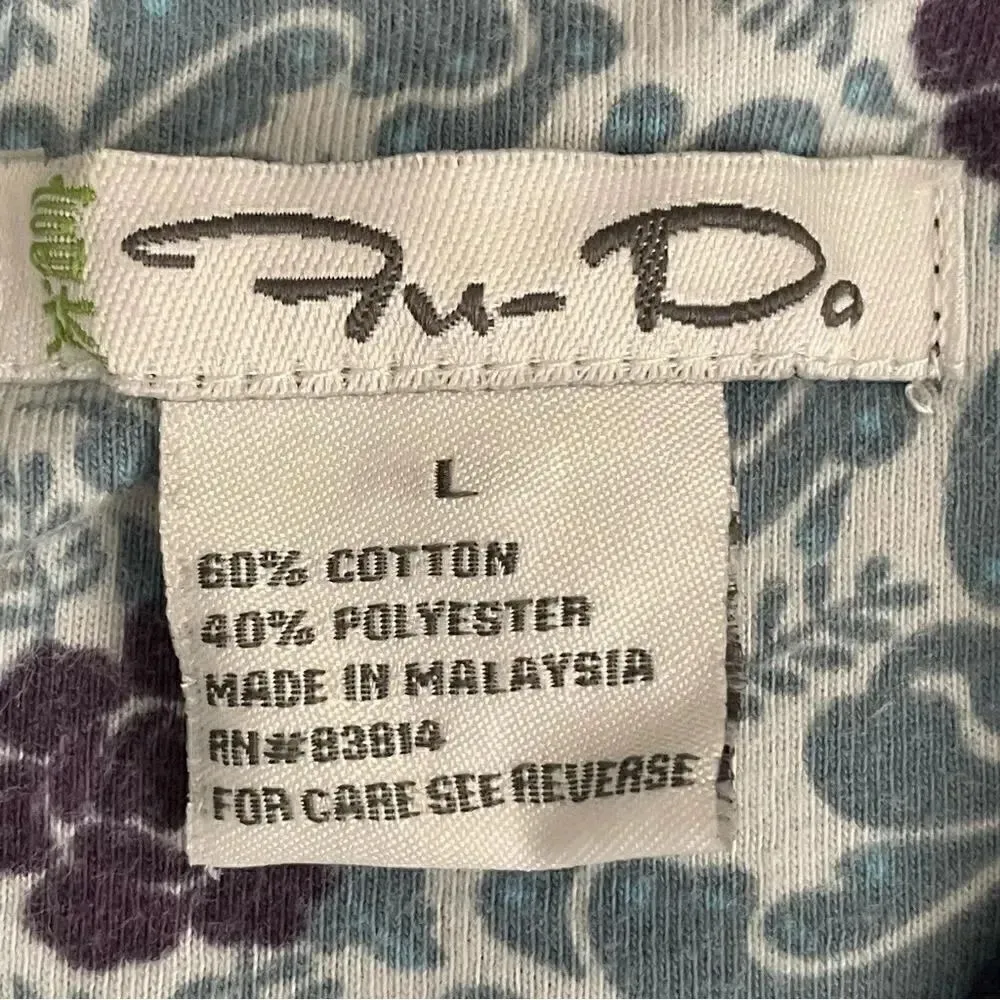 Fu-Da
L
60% COTTON
40% POLYESTER
MADE IN MALAYSIA
RN#83814
FOR CARE SEE REVERSE